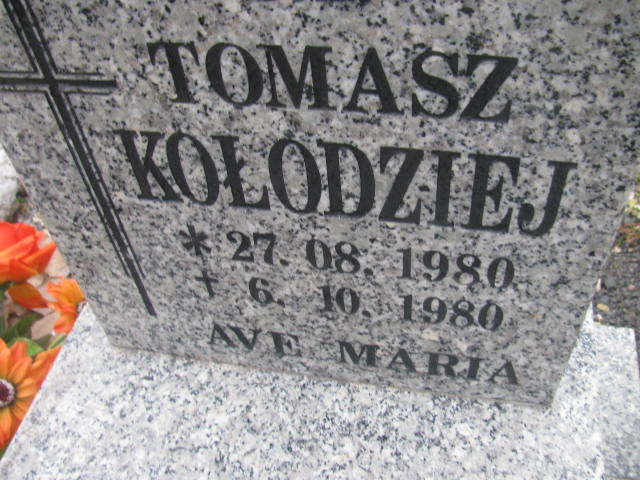 TOMASZ
KOŁODZIEJ
* 27. 08. 1980
† 6. 10. 1980
AVE MARIA